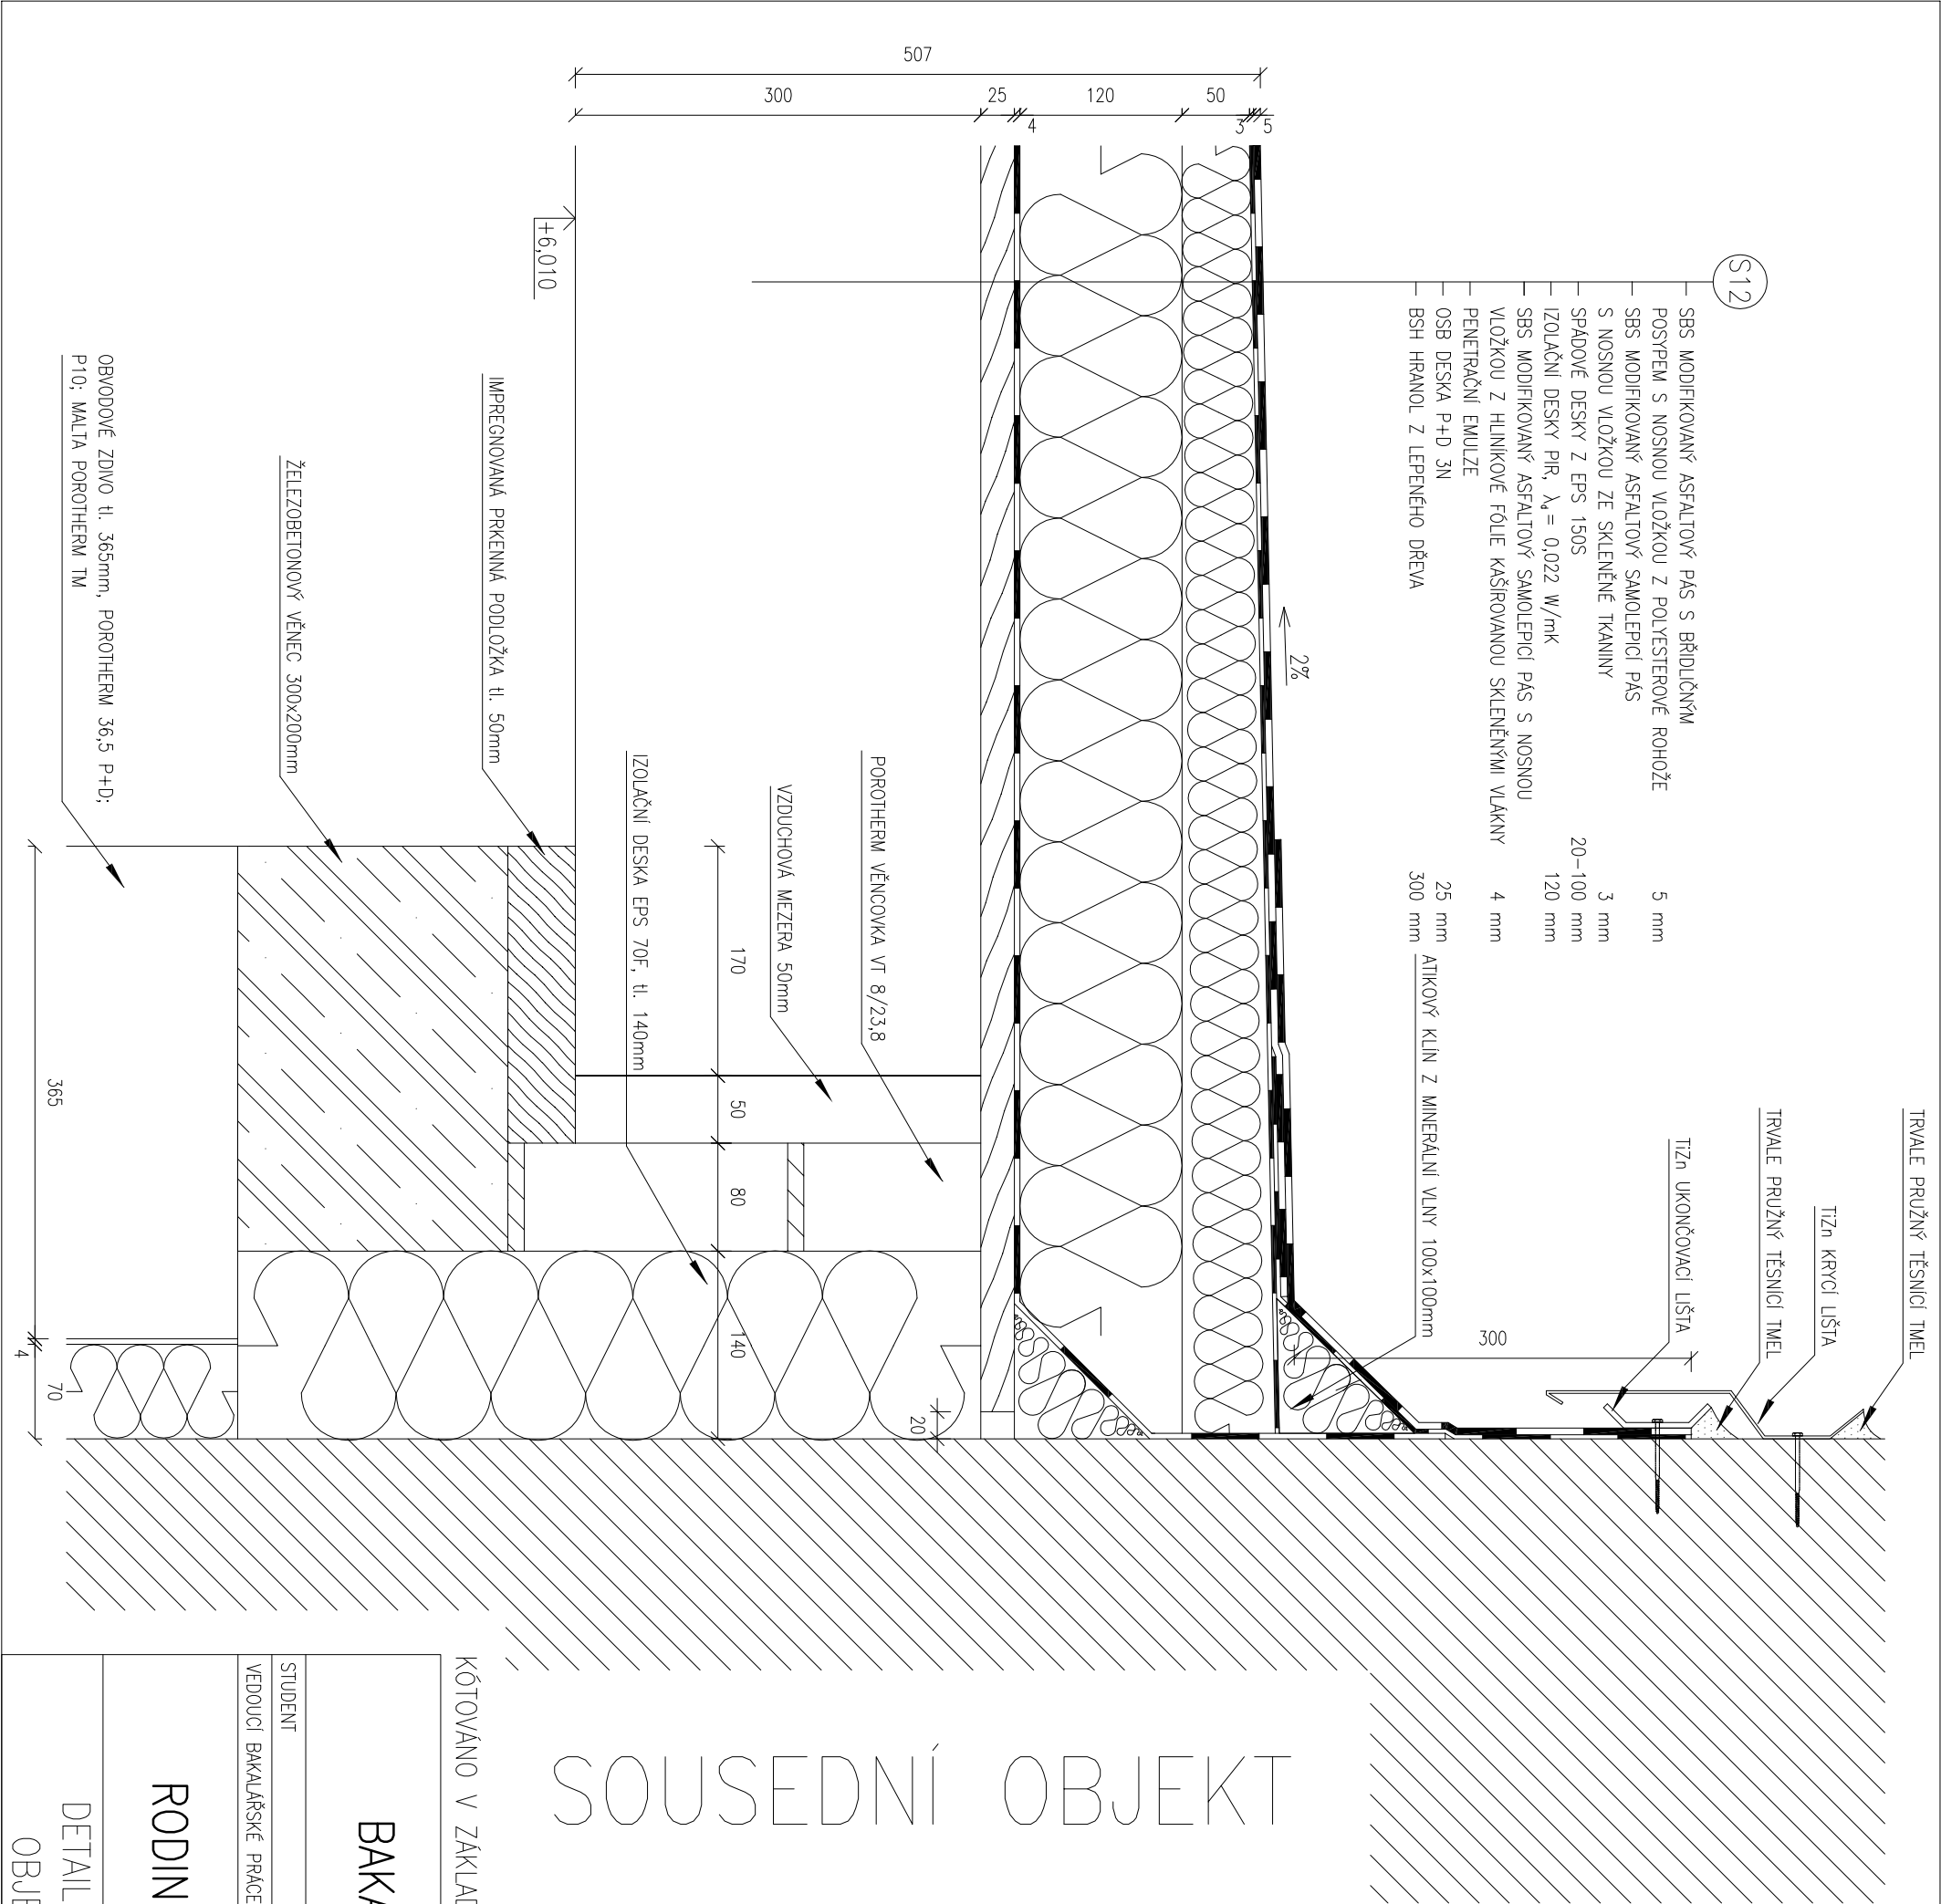 S12
SBS MODIFIKOVANÝ ASFALTOVÝ PÁS S BŘIDLIČNÝM
POSYPEM S NOSNOU VLOŽKOU Z POLYESTEROVÉ ROHOŽE 5 mm
SBS MODIFIKOVANÝ ASFALTOVÝ SAMOLEPICÍ PÁS
S NOSNOU VLOŽKOU ZE SKLENĚNÉ TKANINY 3 mm
SPÁDOVÉ DESKY Z EPS 150S 20-100 mm
IZOLAČNÍ DESKY PIR, λd = 0,022 W/mK 120 mm
SBS MODIFIKOVANÝ ASFALTOVÝ SAMOLEPICÍ PÁS S NOSNOU
VLOŽKOU Z HLINÍKOVÉ FÓLIE KAŠÍROVANOU SKLENĚNÝMI VLÁKNY 4 mm
PENETRAČNÍ EMULZE
OSB DESKA P+D 3N 25 mm
BSH HRANOL Z LEPENÉHO DŘEVA 300 mm
TRVALE PRUŽNÝ TĚSNÍCÍ TMEL
TiZn KRYCÍ LIŠTA
TRVALE PRUŽNÝ TĚSNÍCÍ TMEL
TiZn UKONČOVACÍ LIŠTA
ATIKOVÝ KLÍN Z MINERÁLNÍ VLNY 100x100mm
300
2%
507
300
25
4
120
50
3
5
+6,010
POROTHERM VĚNCOVKA VT 8/23,8
VZDUCHOVÁ MEZERA 50mm
IZOLAČNÍ DESKA EPS 70F, tl. 140mm
IMPREGNOVANÁ PRKENNÁ PODLOŽKA tl. 50mm
ŽELEZOBETONOVÝ VĚNEC 300x200mm
OBVODOVÉ ZDIVO tl. 365mm, POROTHERM 36,5 P+D;
P10; MALTA POROTHERM TM
170
50
80
140
20
365
4
70
SOUSEDNÍ OBJEKT
KÓTOVÁNO V
STUDENT
VEDOUCÍ BAKALÁŘSKÉ PRÁCE
DETAIL